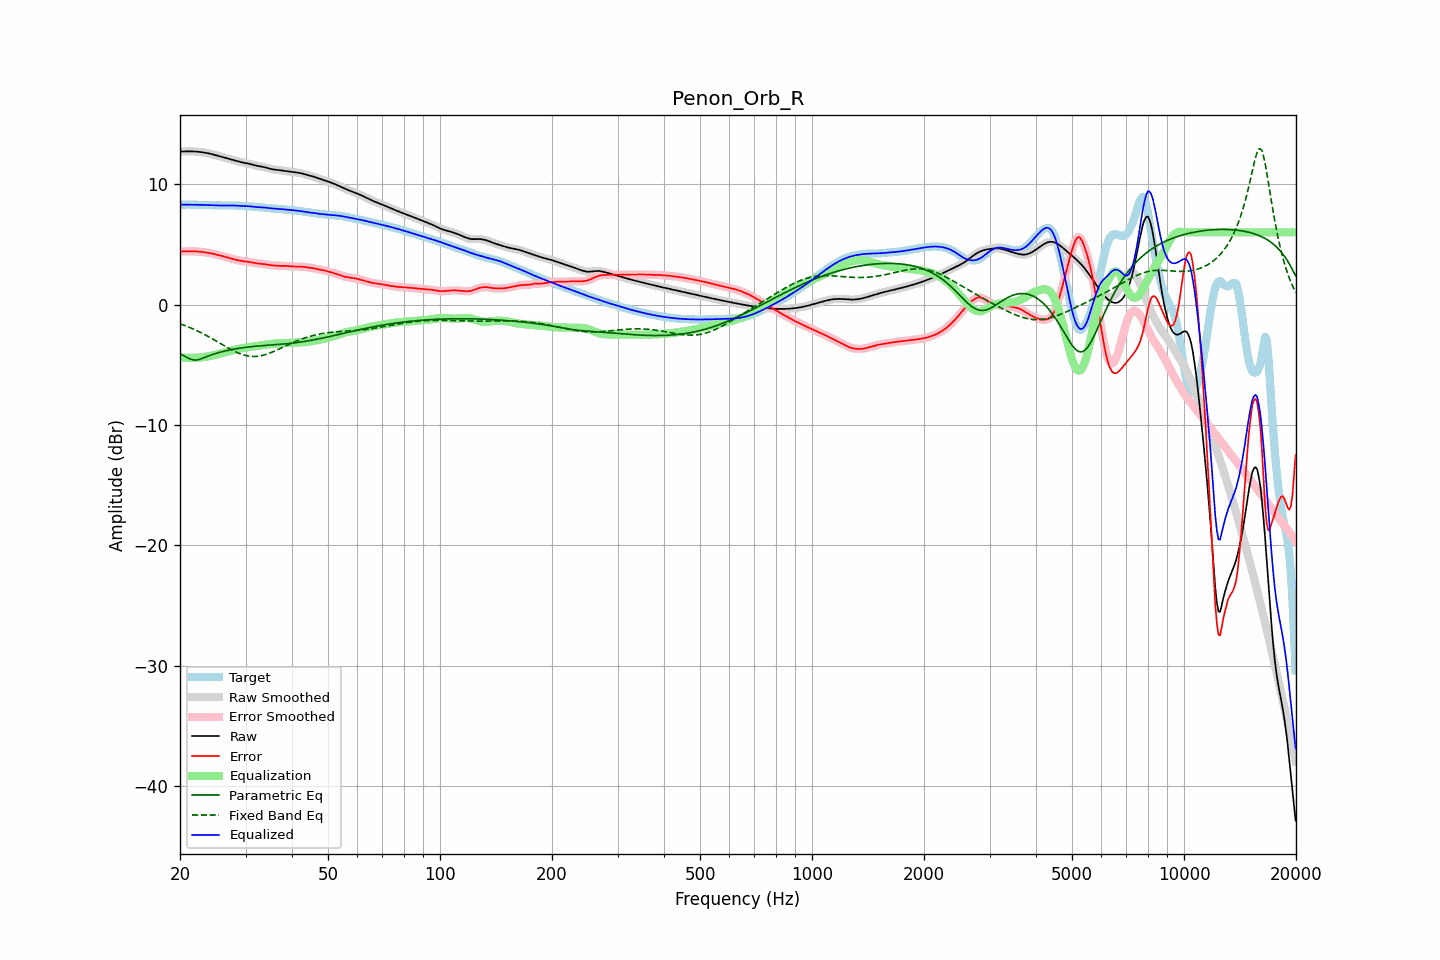 Penon_Orb_R
10
0
−10
−20
−30
−40
Amplitude (dBr)
Target
Raw Smoothed
Error Smoothed
Raw
Error
Equalization
Parametric Eq
Fixed Band Eq
Equalized
20 50 100 200 500 1000 2000 5000 10000 20000
Frequency (Hz)